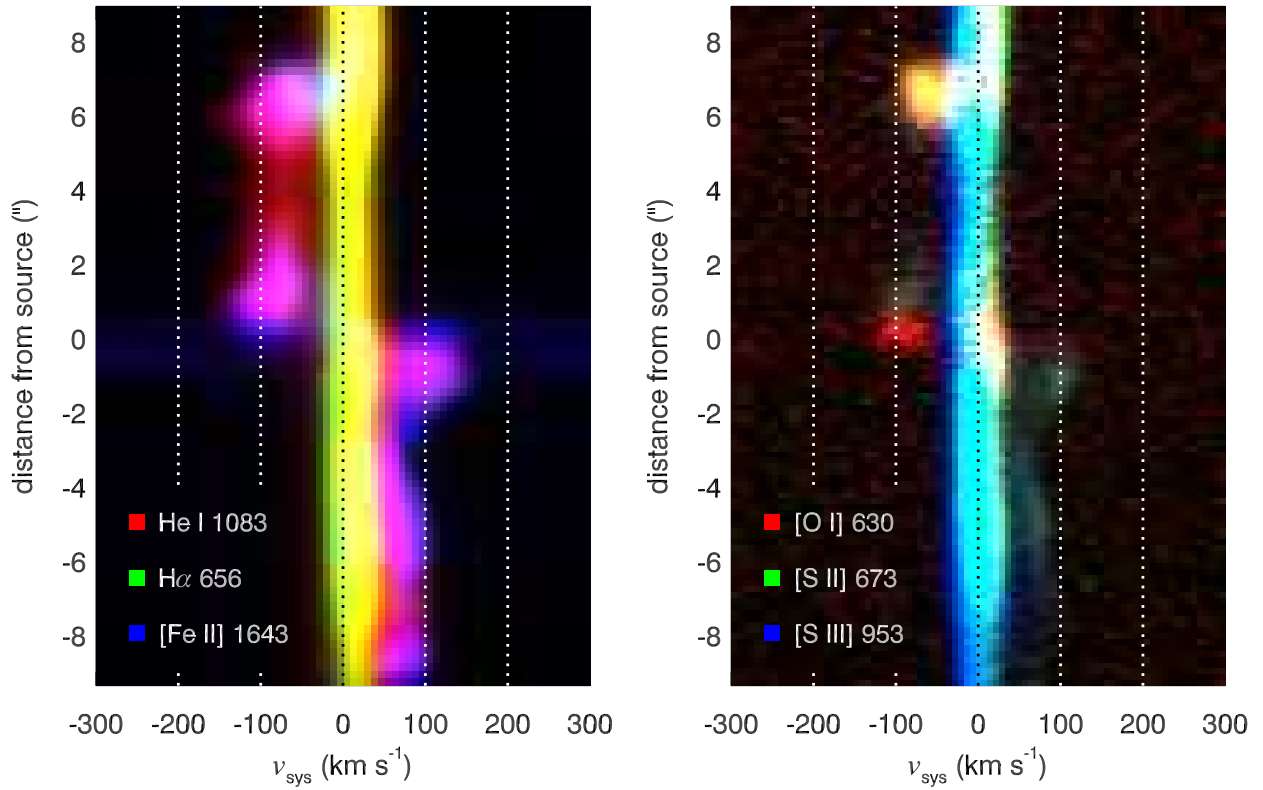 8
6
4
2
0
-2
-4
-6
-8
distance from source (")
He I 1083
Hα 656
[Fe II] 1643
-300 -200 -100 0 100 200 300
vsys (km s-1)
8
6
4
2
0
-2
-4
-6
-8
distance from source (")
[O I] 630
[S II] 673
[S III] 953
-300 -200 -100 0 100 200 300
vsys (km s-1)